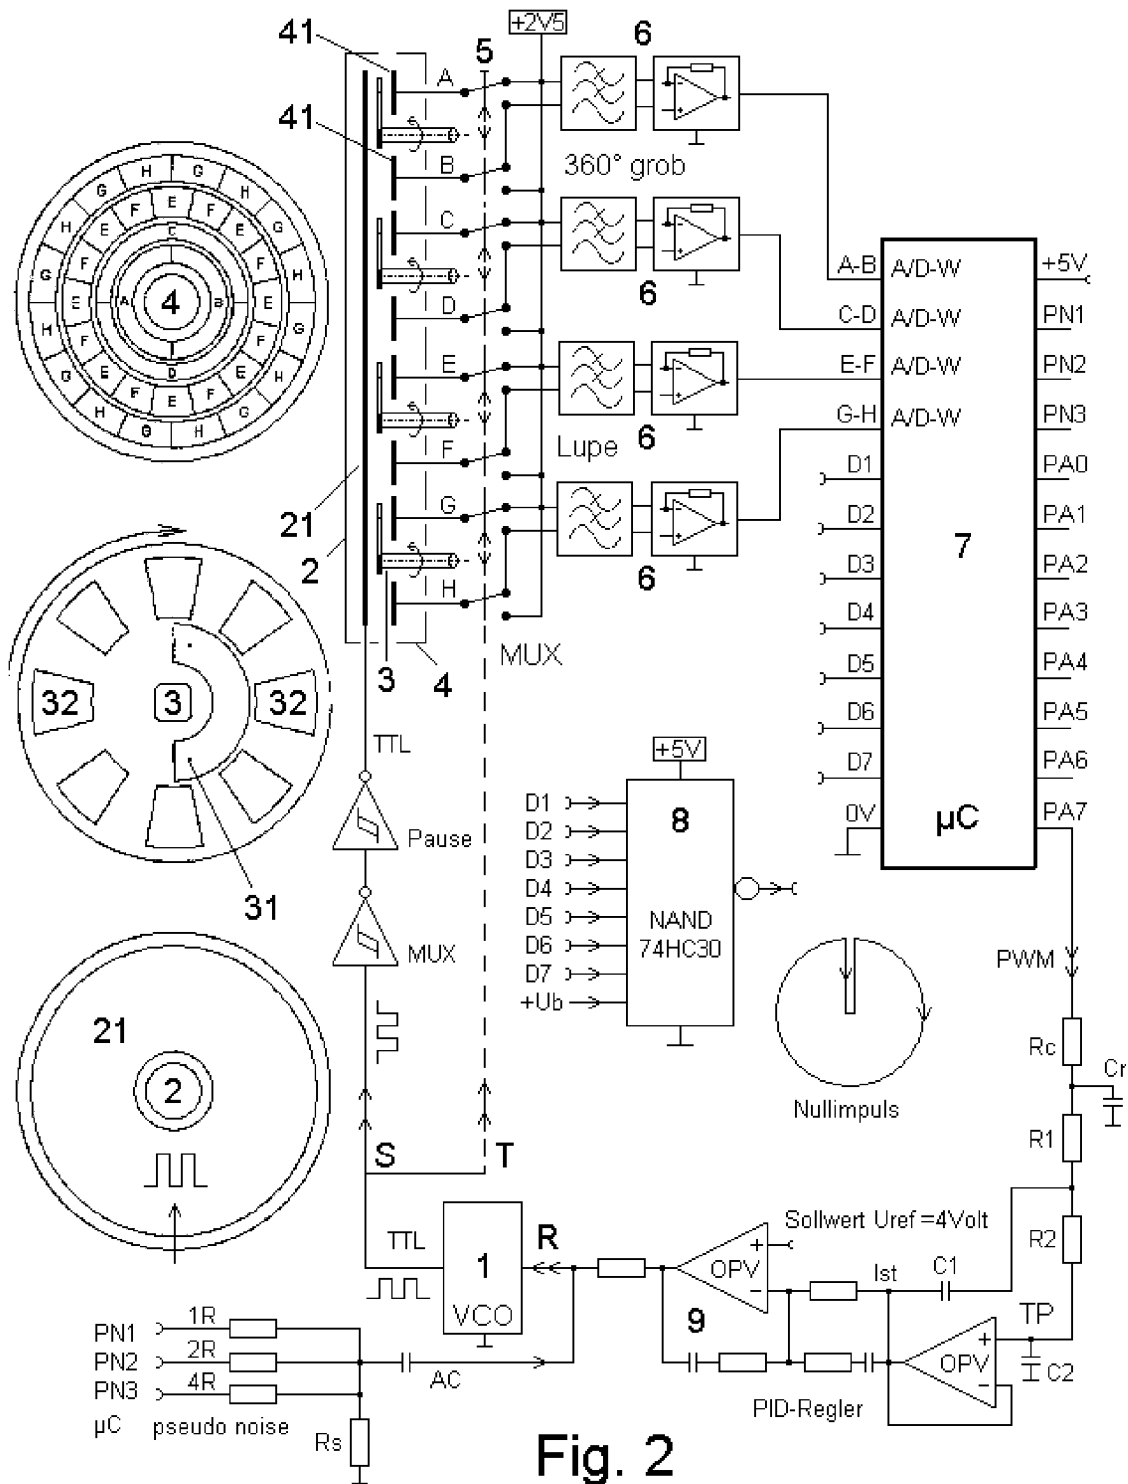 41
5
+2V5
6
A
41
B
360° grob
C
D
6
E
F
G
H
Lupe
6
6
21
2
3
4
MUX
H G H G H G H G H G H G H G H G
E F E F E F E F E F E F E F E F
C
A 4 B
D
A-B A/D-W +5V
C-D A/D-W PN1
E-F A/D-W PN2
G-H A/D-W PN3
D1 PA0
D2 PA1
7
D3 PA2
D4 PA3
D5 PA4
D6 PA5
D7 PA6
0V µC PA7
32 3 32
31
TTL
Pause
MUX
+5V
8
D1
D2
D3
D4
D5
D6
D7
+Ub
NAND
74HC30
Nullimpuls
PWM
Rc
Cr
R1
R2
21
2
S T
TTL
1
VCO
R
Sollwert Uref =4Volt
OPV
Ist
C1
9
TP
OPV
C2
PID-Regler
PN1 1R
PN2 2R
PN3 4R
AC
µC pseudo noise
Rs
Fig. 2